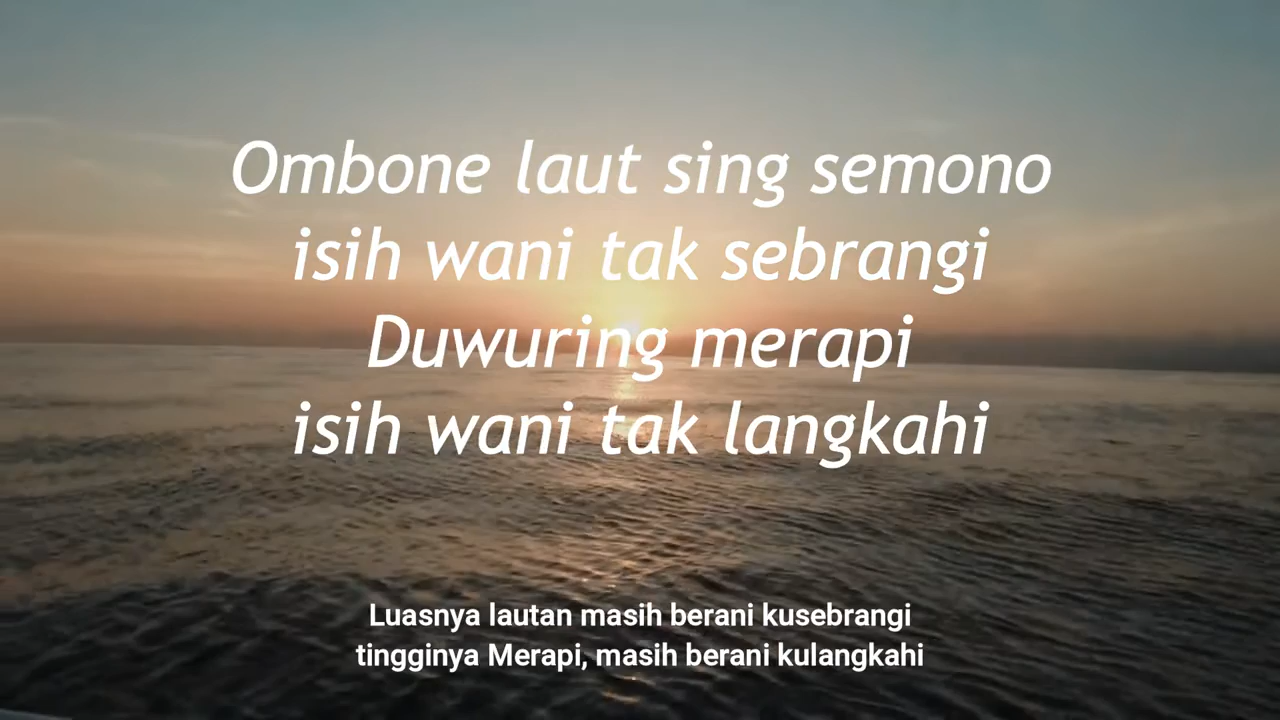 Ombone laut sing semono
isih wani tak sebrangi
Duwuring merapi
isih wani tak langkahi
Luasnya lautan masih berani kusebrangi
tingginya Merapi, masih berani kulangkahi